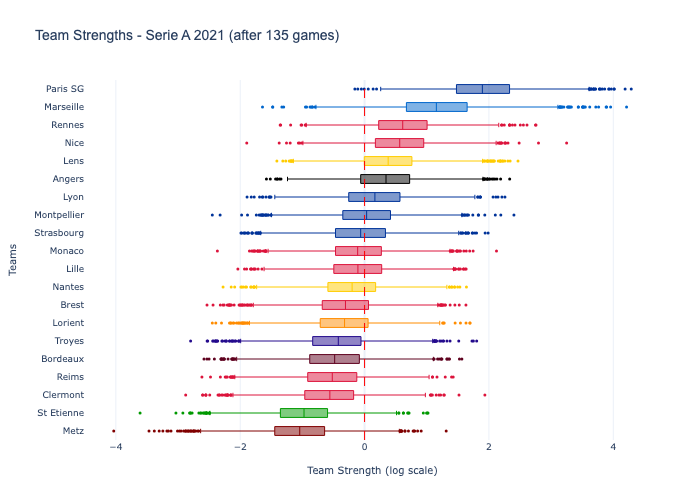 Team Strengths - Serie A 2021 (after 135 games)
Paris SG
Marseille
Rennes
Nice
Lens
Angers
Lyon
Montpellier
Strasbourg
Monaco
Lille
Nantes
Brest
Lorient
Troyes
Bordeaux
Reims
Clermont
St Etienne
Metz
Teams
−4 −2 0 2 4
Team Strength (log scale)